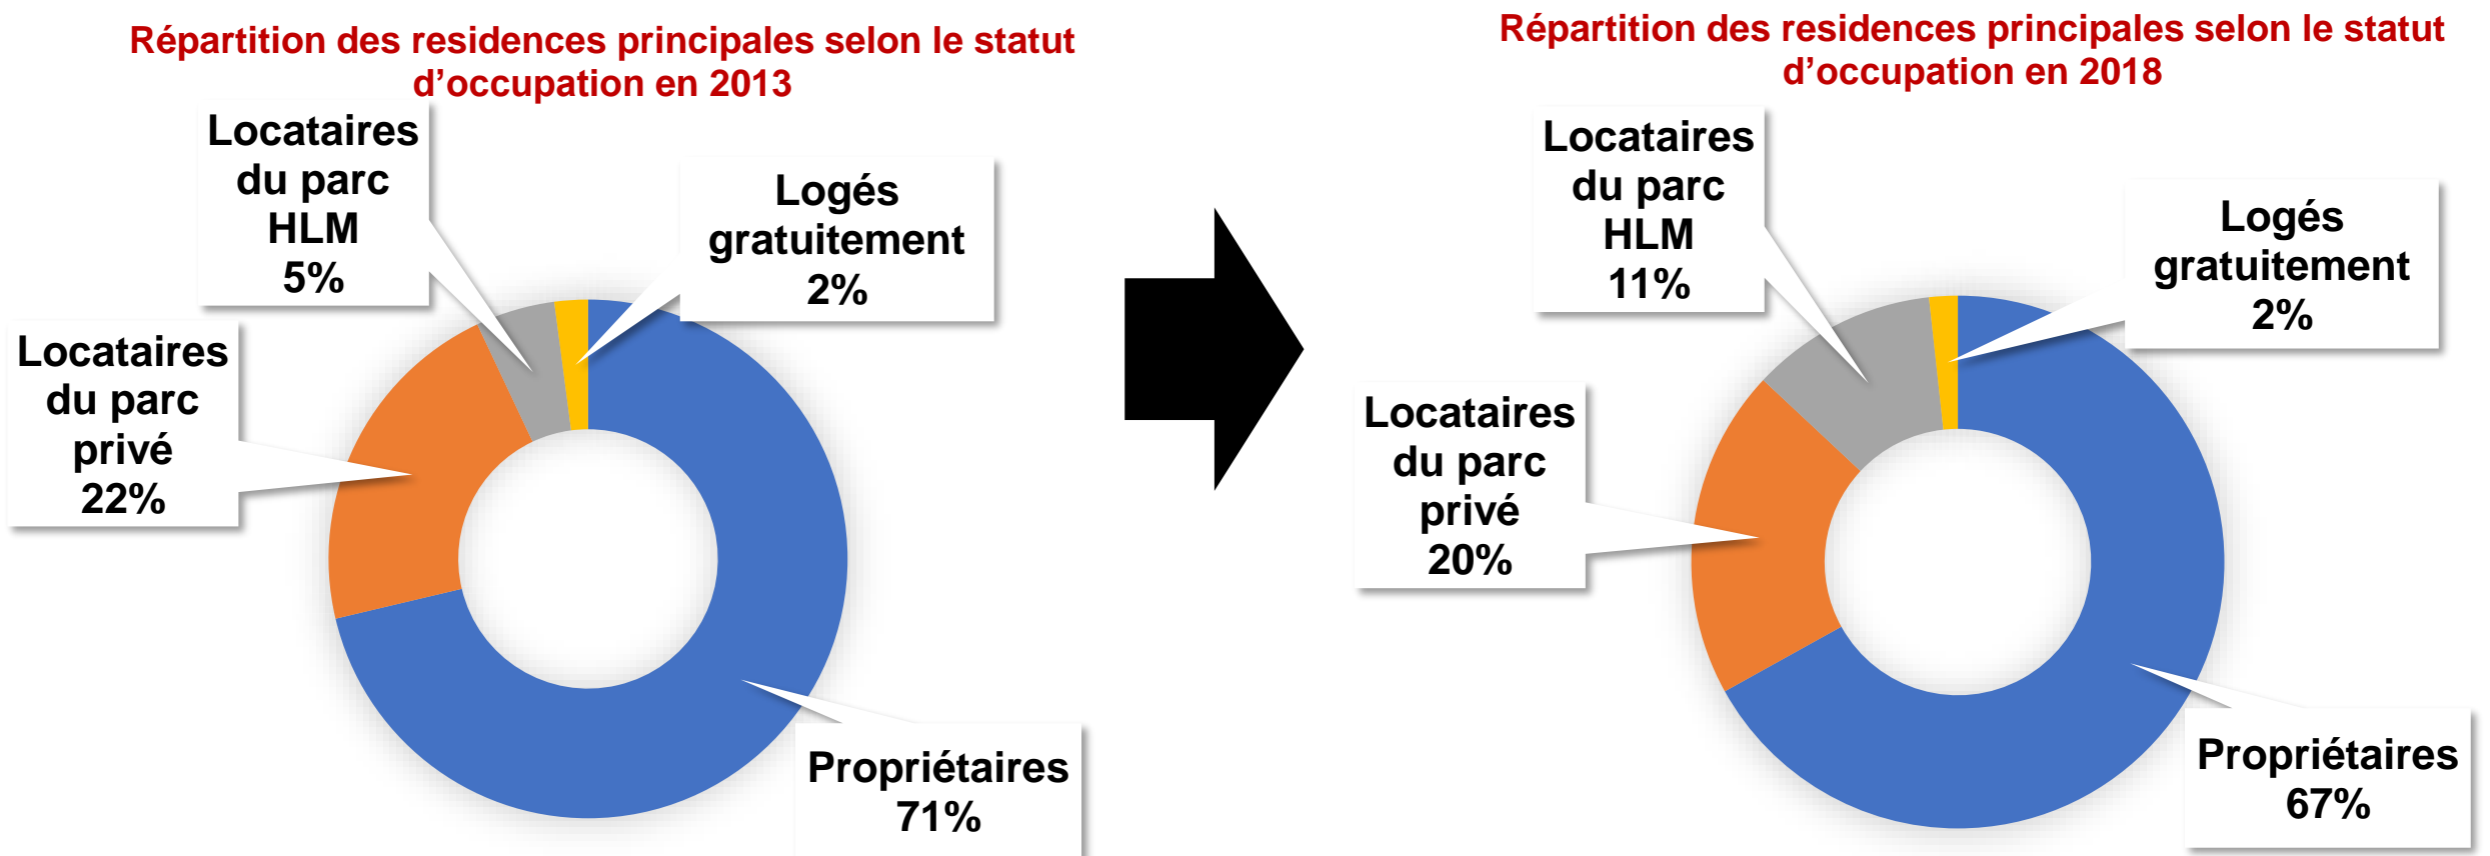 Répartition des residences principales selon le statut
d’occupation en 2013
Locataires
du parc
HLM
5%
Logés
gratuitement
2%
Locataires
du parc
privé
22%
Propriétaires
71%
Répartition des residences principales selon le statut
d’occupation en 2018
Locataires
du parc
HLM
11%
Logés
gratuitement
2%
Locataires
du parc
privé
20%
Propriétaires
67%